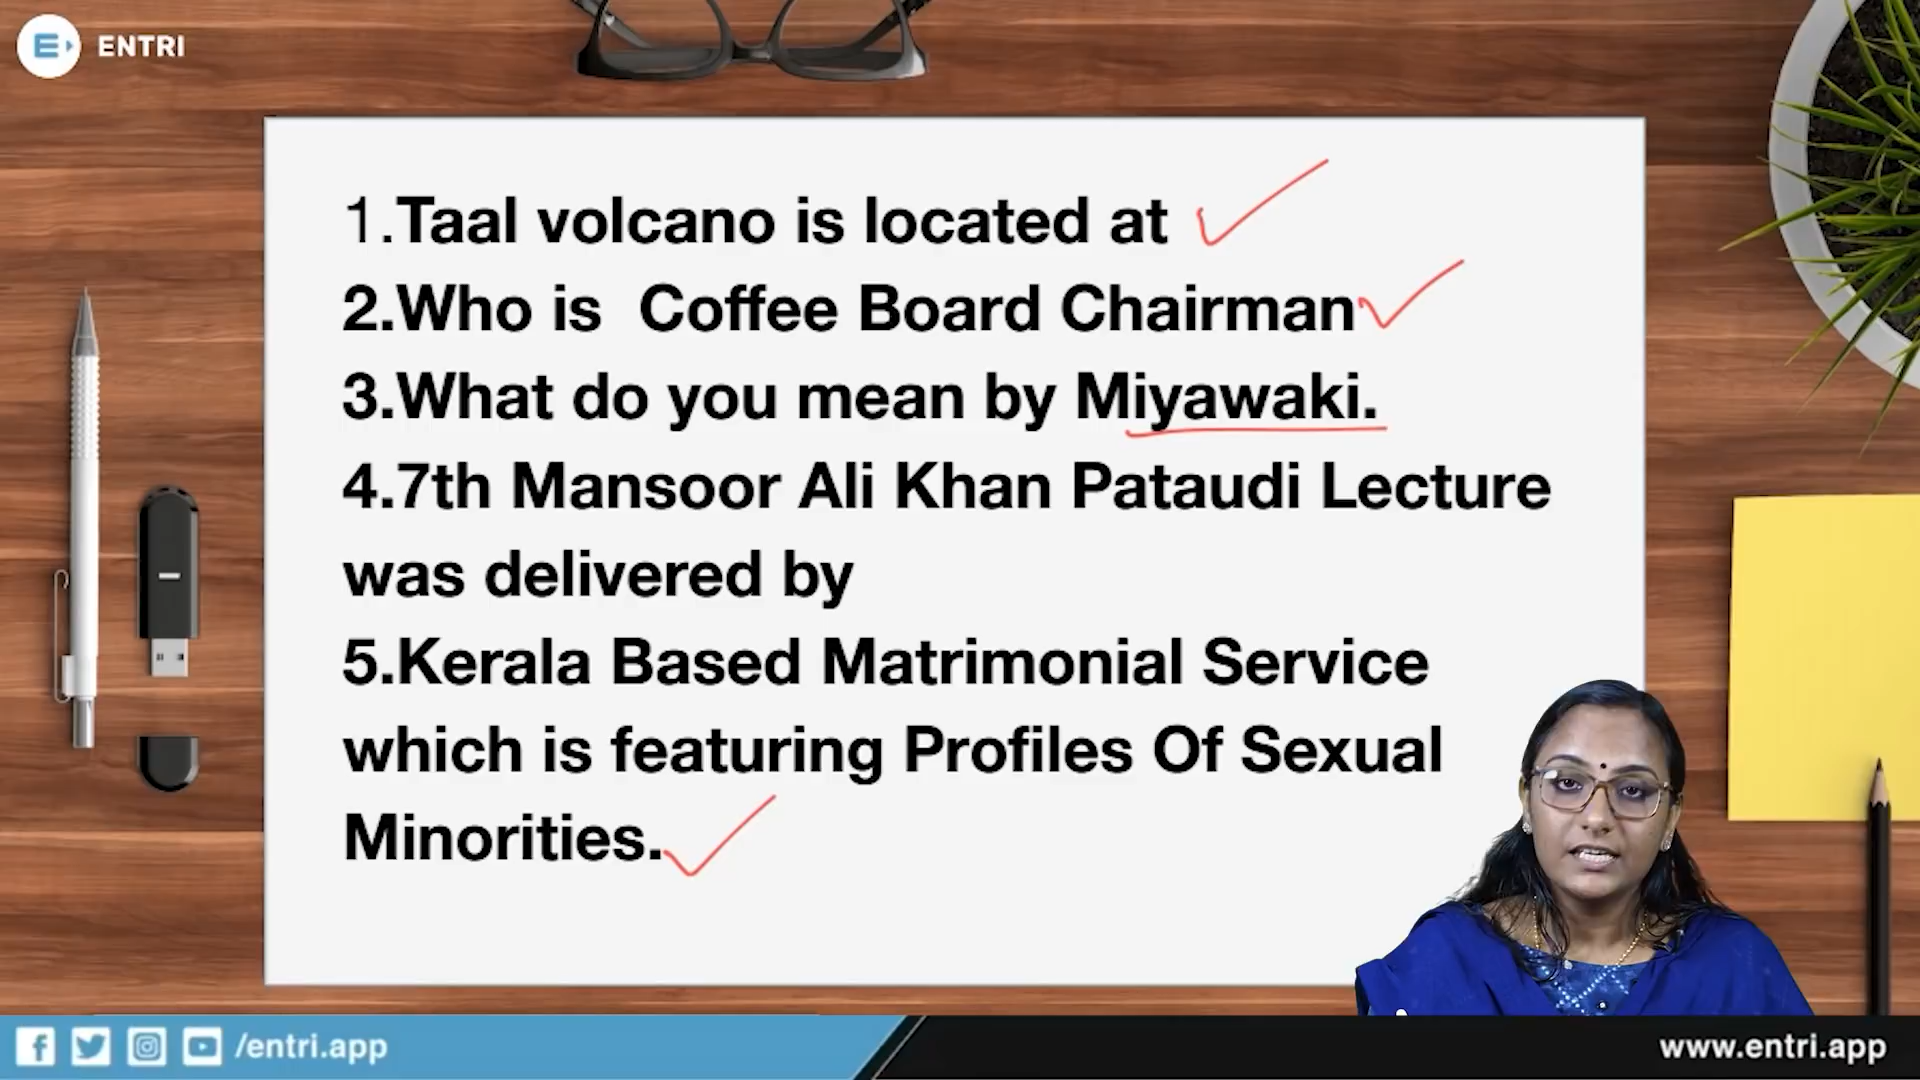 ENTRI
1.Taal volcano is located at
2.Who is Coffee Board Chairman
3.What do you mean by Miyawaki.
4.7th Mansoor Ali Khan Pataudi Lecture
was delivered by
5.Kerala Based Matrimonial Service
which is featuring Profiles Of Sexual
Minorities.
/entri.app
www.entri.app